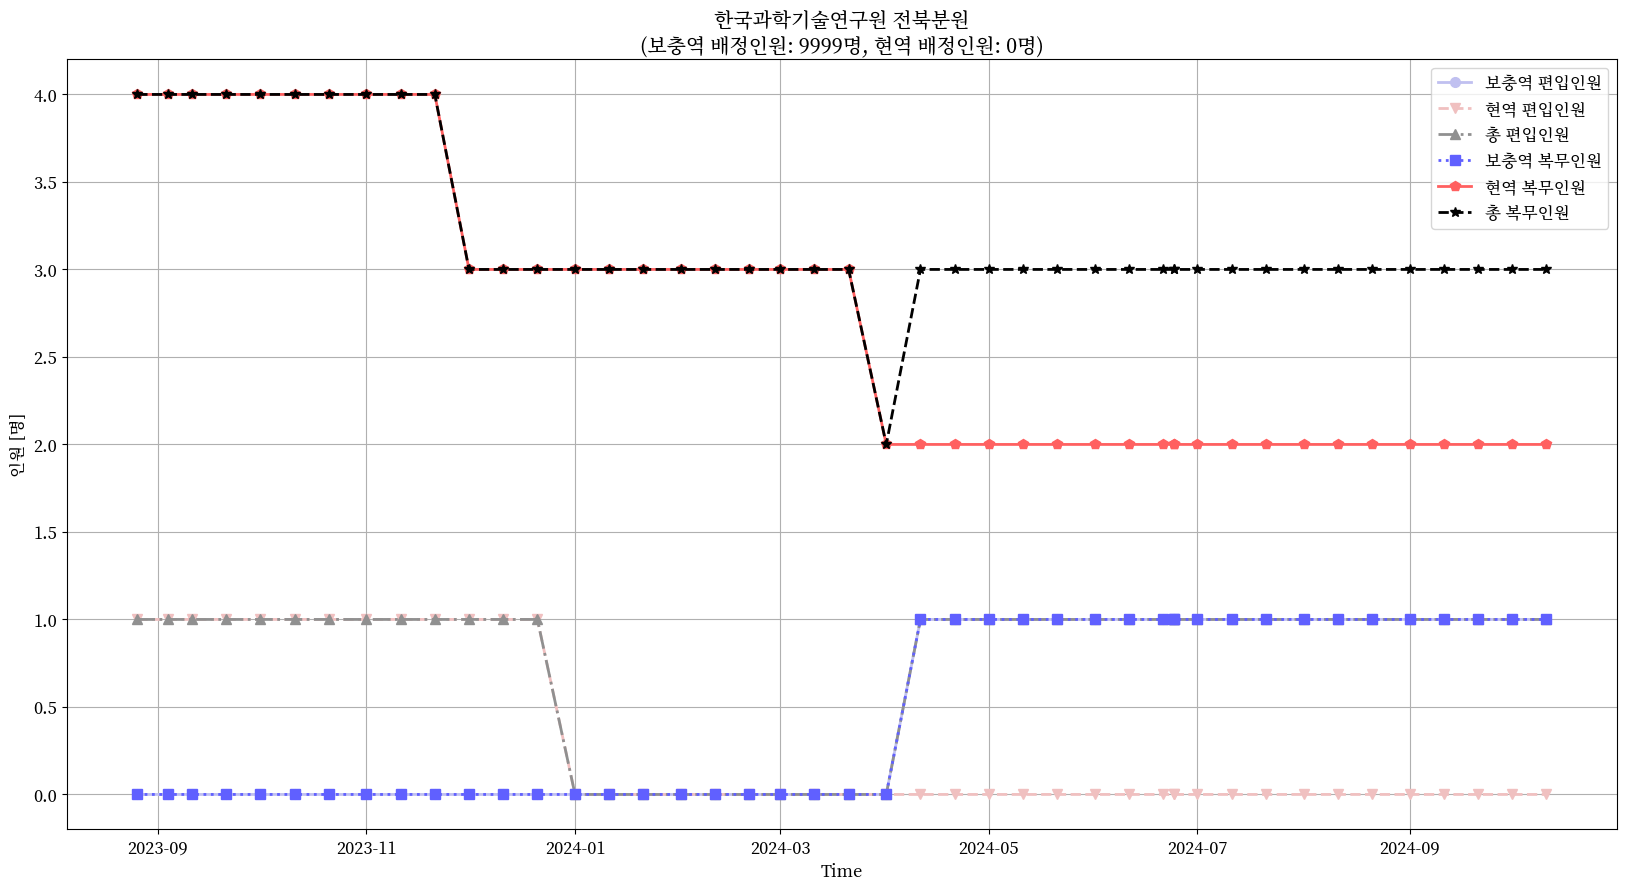 한국과학기술연구원 전북분원
(보충역 배정인원: 9999명, 현역 배정인원: 0명)
보충역 편입인원
현역 편입인원
총 편입인원
보충역 복무인원
현역 복무인원
총 복무인원
인원 [명]
4.0
3.5
3.0
2.5
2.0
1.5
1.0
0.5
0.0
2023-09
2023-11
2024-01
2024-03
2024-05
2024-07
2024-09
Time